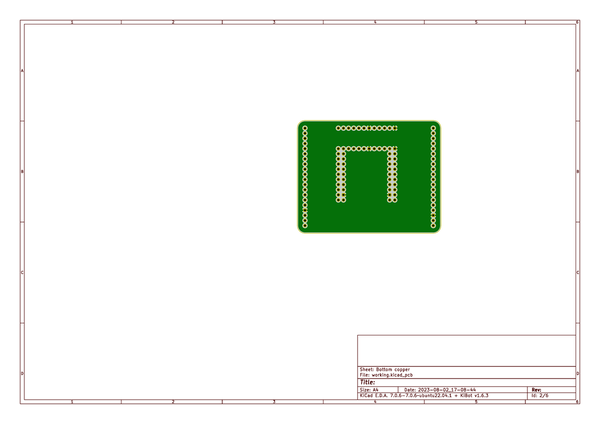 1 2 3 4 5 6
A A
B B
C C
Sheet: Bottom copper
File: working.kicad_pcb
D D
Title:
Size: A4 Date: 2023-08-02_17-08-44 Rev:
KiCad E.D.A. 7.0.6-7.0.6~ubuntu22.04.1 + KiBot v1.6.3 Id: 2/6
1 2 3 4 5 6